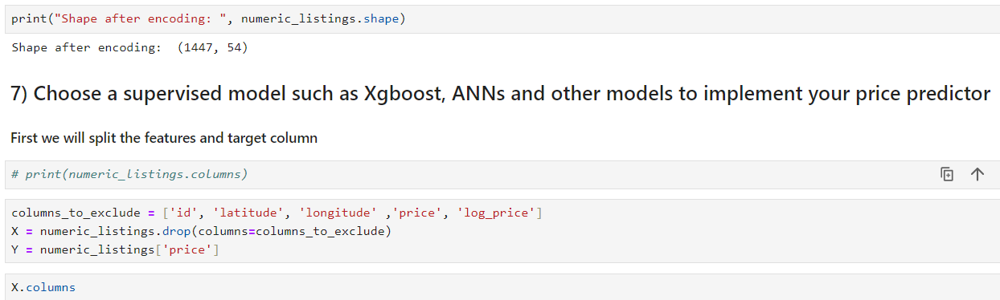 print("Shape after encoding: ", numeric_listings.shape)
Shape after encoding:  (1447, 54)
7) Choose a supervised model such as Xgboost, ANNs and other models to implement your price predictor
First we will split the features and target column
# print(numeric_listings.columns)
columns_to_exclude = ['id', 'latitude', 'longitude' ,'price', 'log_price']
X = numeric_listings.drop(columns=columns_to_exclude)
Y = numeric_listings['price']
X.columns